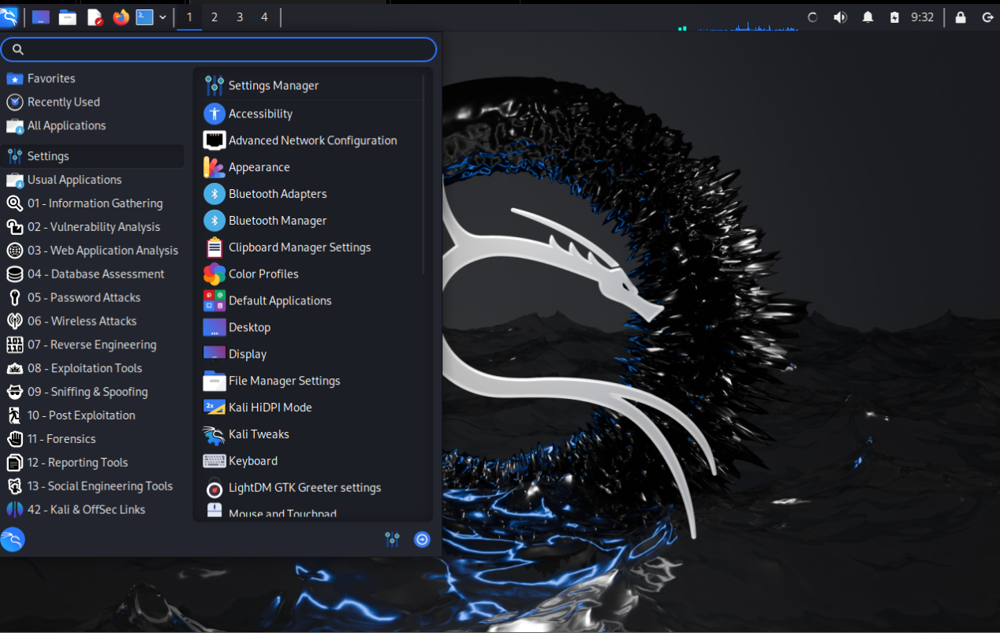 1 2 3 4
9:32
Favorites
Recently Used
All Applications
Settings
Usual Applications
01 - Information Gathering
02 - Vulnerability Analysis
03 - Web Application Analysis
04 - Database Assessment
05 - Password Attacks
06 - Wireless Attacks
07 - Reverse Engineering
08 - Exploitation Tools
09 - Sniffing & Spoofing
10 - Post Exploitation
11 - Forensics
12 - Reporting Tools
13 - Social Engineering Tools
42 - Kali & OffSec Links
Settings Manager
Accessibility
Advanced Network Configuration
Appearance
Bluetooth Adapters
Bluetooth Manager
Clipboard Manager Settings
Color Profiles
Default Applications
Desktop
Display
File Manager Settings
2x
Kali HiDPI Mode
Kali Tweaks
Keyboard
LightDM GTK Greeter settings
Mouse and Touchpad